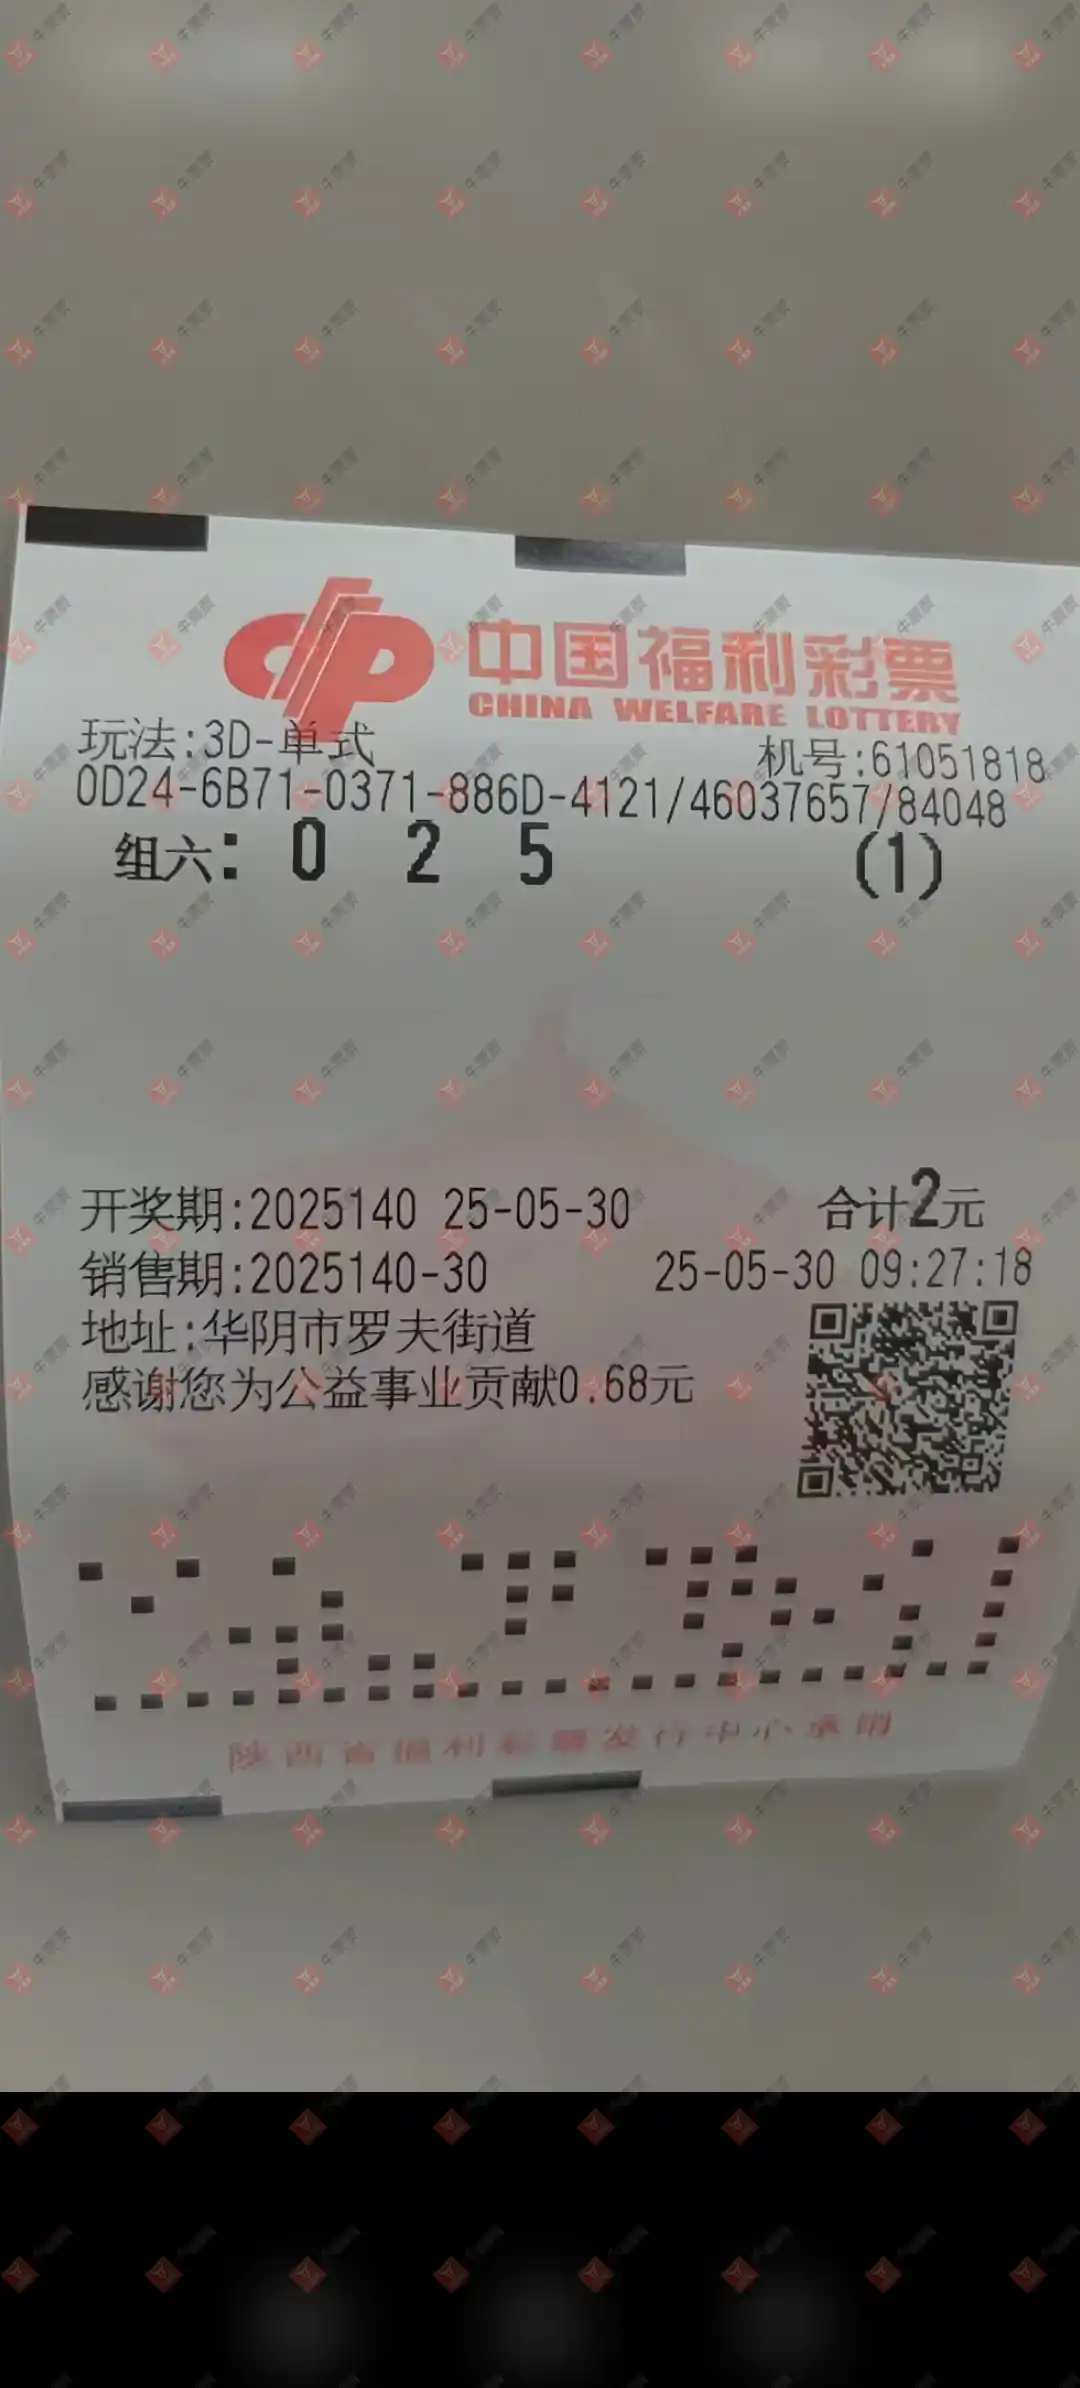 中国福利彩票
CHINA WELFARE LOTTERY
玩法:3D-单式 机号:61051818
0D24-6B71-0371-886D-4121/46037657/84048
组六: 0 2 5 (1)
开奖期:2025140 25-05-30 合计2元
销售期:2025140-30 25-05-30 09:27:18
地址:华阴市罗夫街道
感谢您为公益事业贡献0.68元
陕西省福利彩票发行中心承销